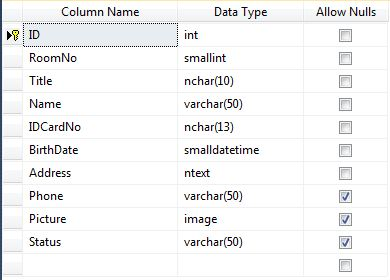 Column Name Data Type Allow Nulls
ID int
RoomNo smallint
Title nchar(10)
Name varchar(50)
IDCardNo nchar(13)
BirthDate smalldatetime
Address ntext
Phone varchar(50)
Picture image
Status varchar(50)